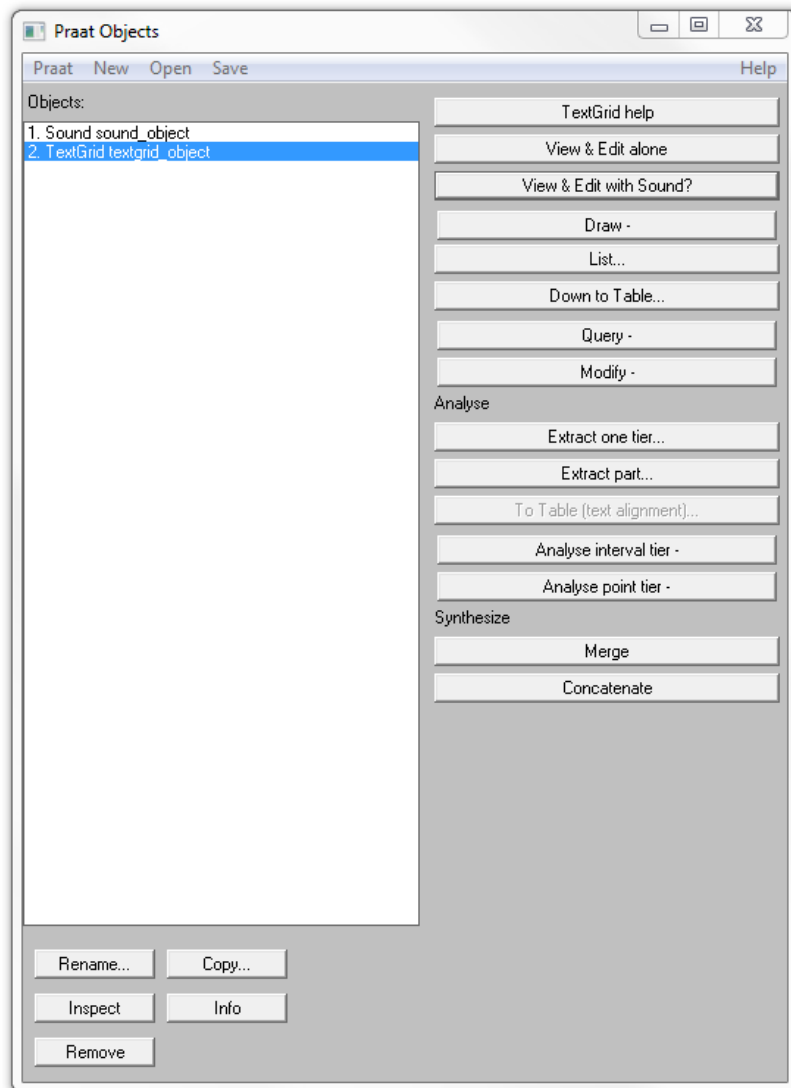 Praat Objects
Praat New Open Save Help
Objects:
1. Sound sound_object
2. TextGrid textgrid_object
TextGrid help
View & Edit alone
View & Edit with Sound?
Draw -
List...
Down to Table...
Query -
Modify -
Analyse
Extract one tier...
Extract part...
To Table (text alignment)...
Analyse interval tier -
Analyse point tier -
Synthesize
Merge
Concatenate
Rename... Copy...
Inspect Info
Remove